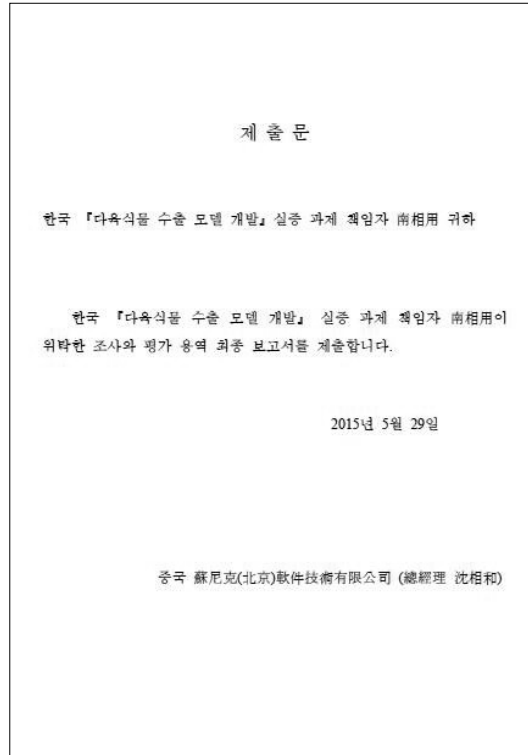 제 출 문
한국 『다육식물 수출 모델 개발』 실증 과제 책임자 南相用 귀하
한국 『다육식물 수출 모델 개발』 실증 과제 책임자 南相用이
위탁한 조사와 평가 용역 최종 보고서를 제출합니다.
2015년 5월 29일
중국 蘇尼克(北京)軟件技術有限公司 (總經理 沈相和)